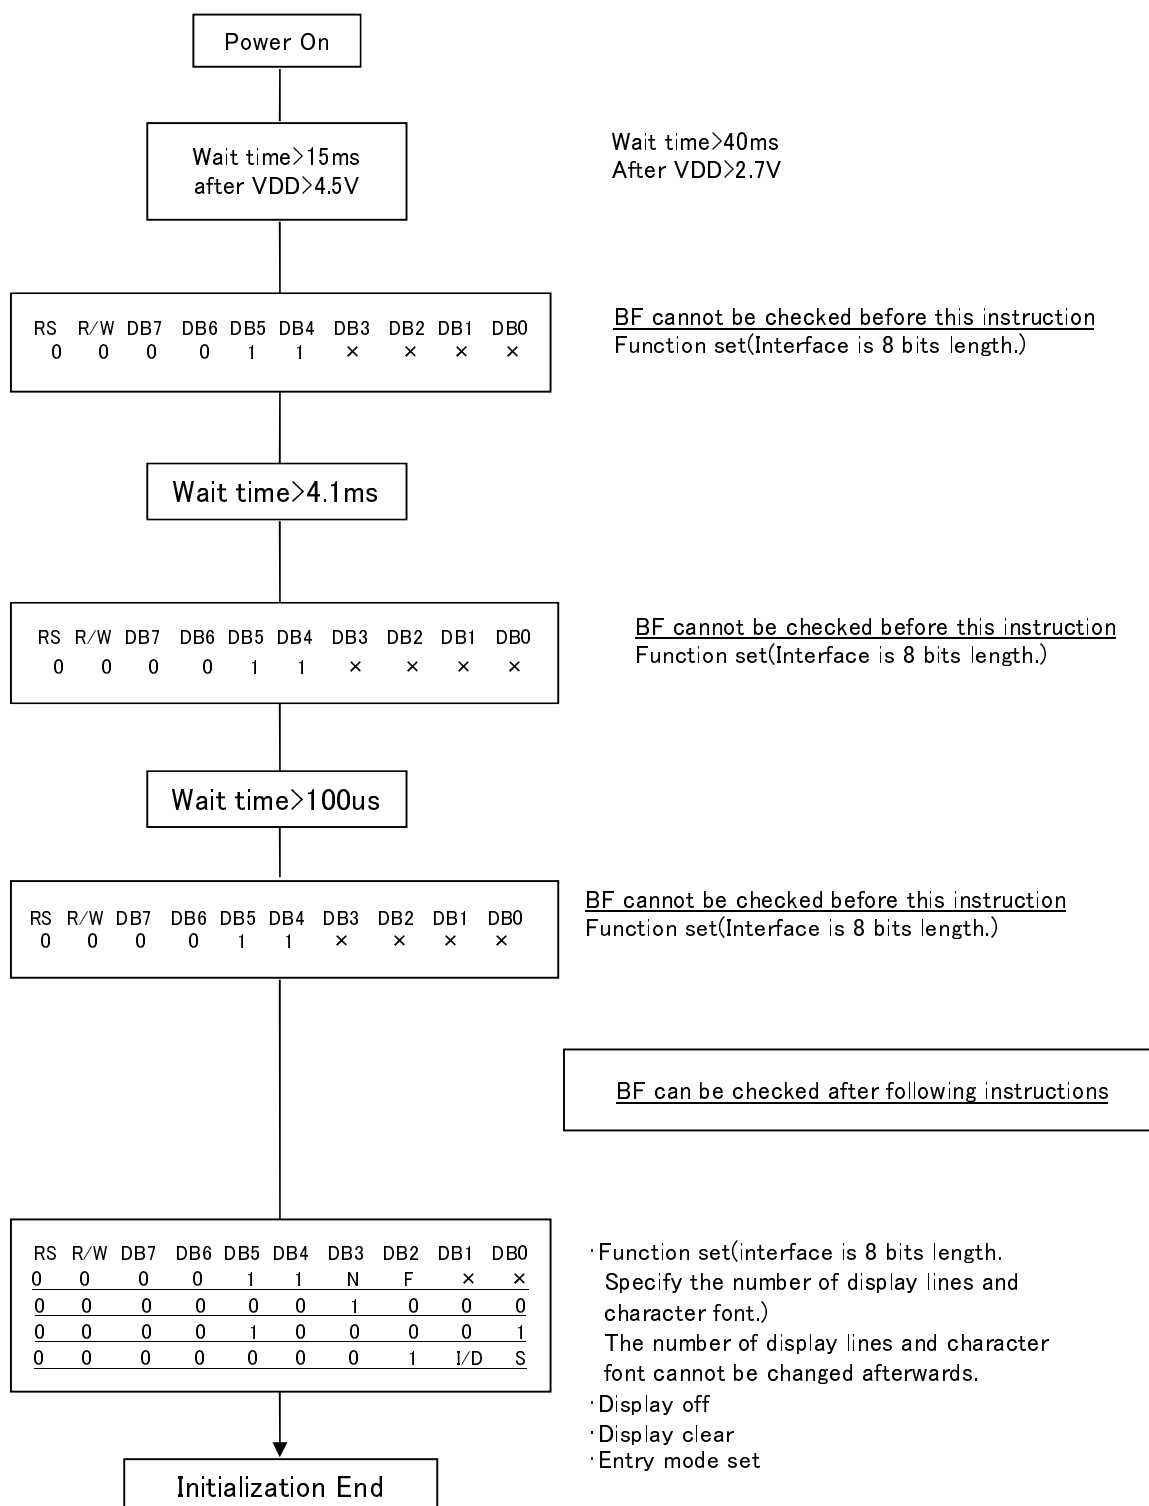 Power On
Wait time>15ms
after VDD>4.5V
Wait time>40ms
After VDD>2.7V
RS R/W DB7 DB6 DB5 DB4 DB3 DB2 DB1 DB0
0 0 0 0 1 1 × × × ×
BF cannot be checked before this instruction
Function set(Interface is 8 bits length.)
Wait time>4.1ms
RS R/W DB7 DB6 DB5 DB4 DB3 DB2 DB1 DB0
0 0 0 0 1 1 × × × ×
BF cannot be checked before this instruction
Function set(Interface is 8 bits length.)
Wait time>100us
RS R/W DB7 DB6 DB5 DB4 DB3 DB2 DB1 DB0
0 0 0 0 1 1 × × × ×
BF cannot be checked before this instruction
Function set(Interface is 8 bits length.)
BF can be checked after following instructions
RS R/W DB7 DB6 DB5 DB4 DB3 DB2 DB1 DB0
0 0 0 0 1 1 N F × ×
0 0 0 0 0 0 1 0 0 0
0 0 0 0 1 0 0 0 0 1
0 0 0 0 0 0 0 1 I/D S
・Function set(interface is 8 bits length.
Specify the number of display lines and
character font.)
The number of display lines and character
font cannot be changed afterwards.
・Display off
・Display clear
・Entry mode set
Initialization End